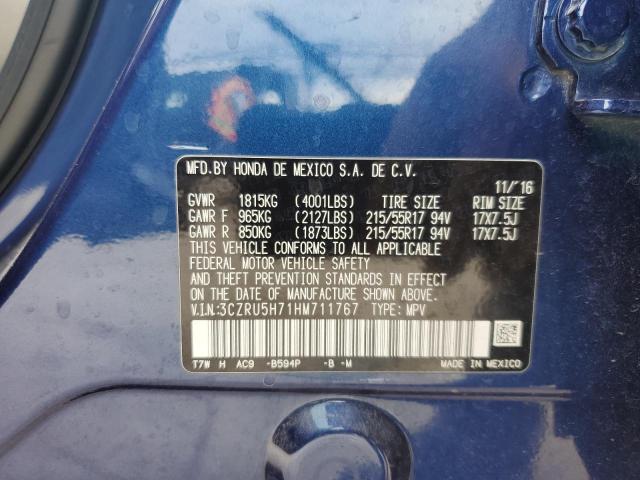 MFD.BY HONDA DE MEXICO S.A. DE C.V.
11/'16
GVWR 1815KG (4001LBS) TIRE SIZE RIM SIZE
GAWR F 965KG (2127LBS) 215/55R17 94V 17X7.5J
GAWR R 850KG (1873LBS) 215/55R17 94V 17X7.5J
THIS VEHICLE CONFORMS TO ALL APPLICABLE
FEDERAL MOTOR VEHICLE SAFETY
AND THEFT PREVENTION STANDARDS IN EFFECT
ON THE DATE OF MANUFACTURE SHOWN ABOVE.
V.I.N:3CZRU5H71HM711767 TYPE: MPV
T7W H AC9 -B594P -B -M
MADE IN MEXICO